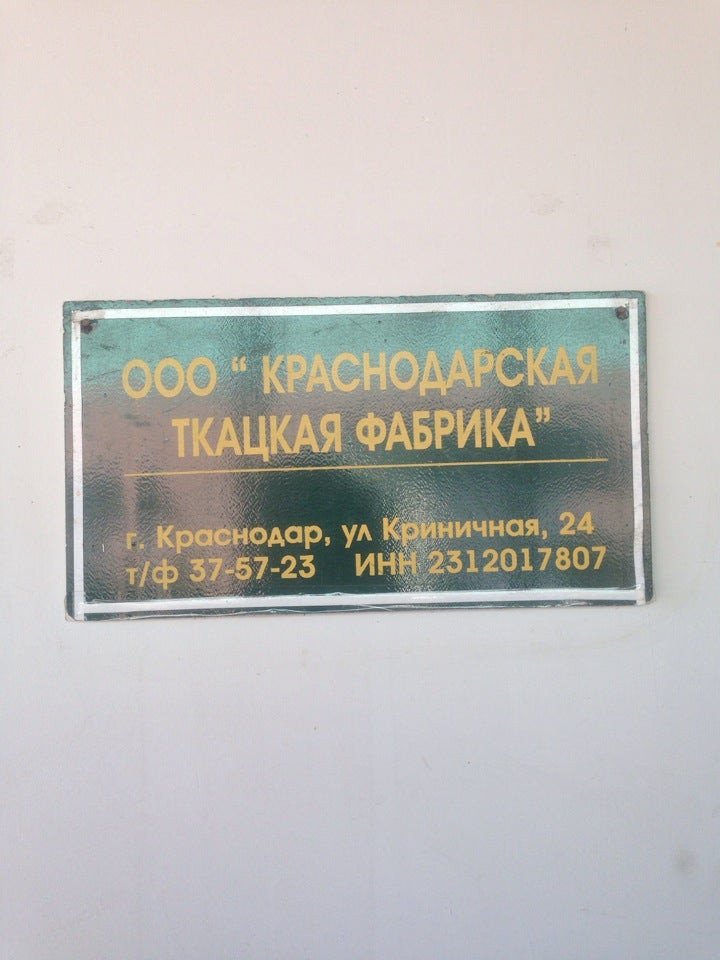 ООО “ КРАСНОДАРСКАЯ
ТКАЦКАЯ ФАБРИКА”
г. Краснодар, ул Криничная, 24
т/ф 37-57-23 ИНН 2312017807